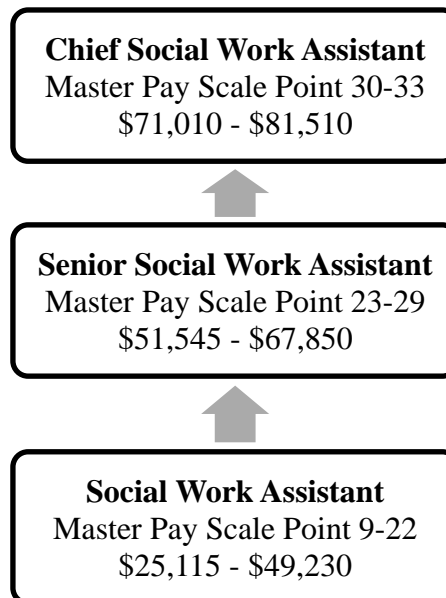 Chief Social Work Assistant
Master Pay Scale Point 30-33
$71,010 - $81,510
Senior Social Work Assistant
Master Pay Scale Point 23-29
$51,545 - $67,850
Social Work Assistant
Master Pay Scale Point 9-22
$25,115 - $49,230